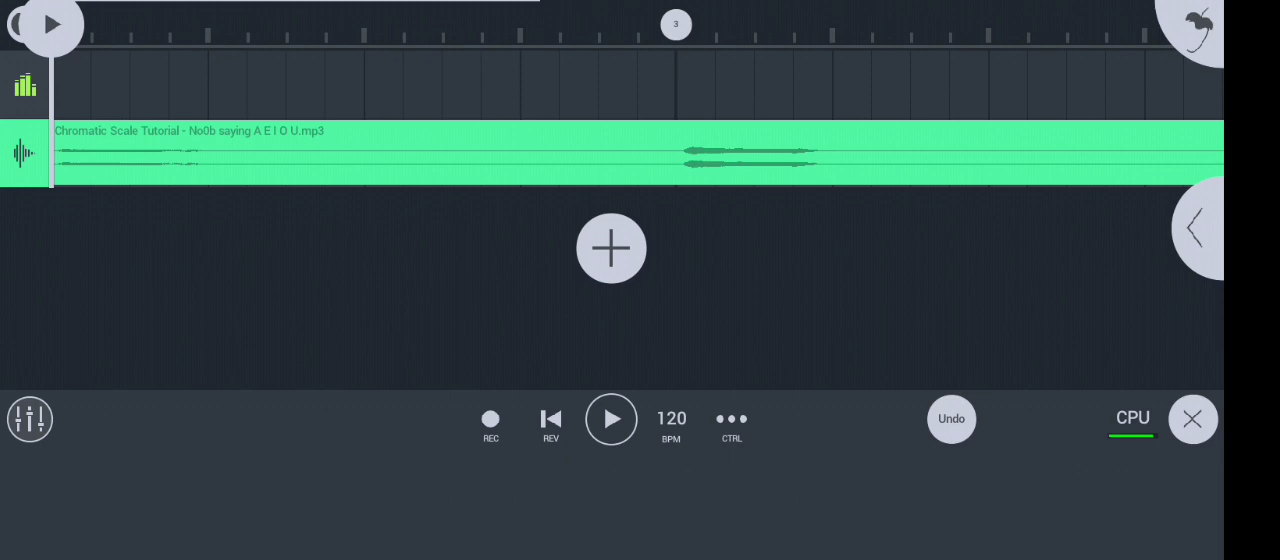 3
Chromatic Scale Tutorial - No0b saying A E I O U.mp3
REC
REV
120
BPM
CTRL
Undo
CPU